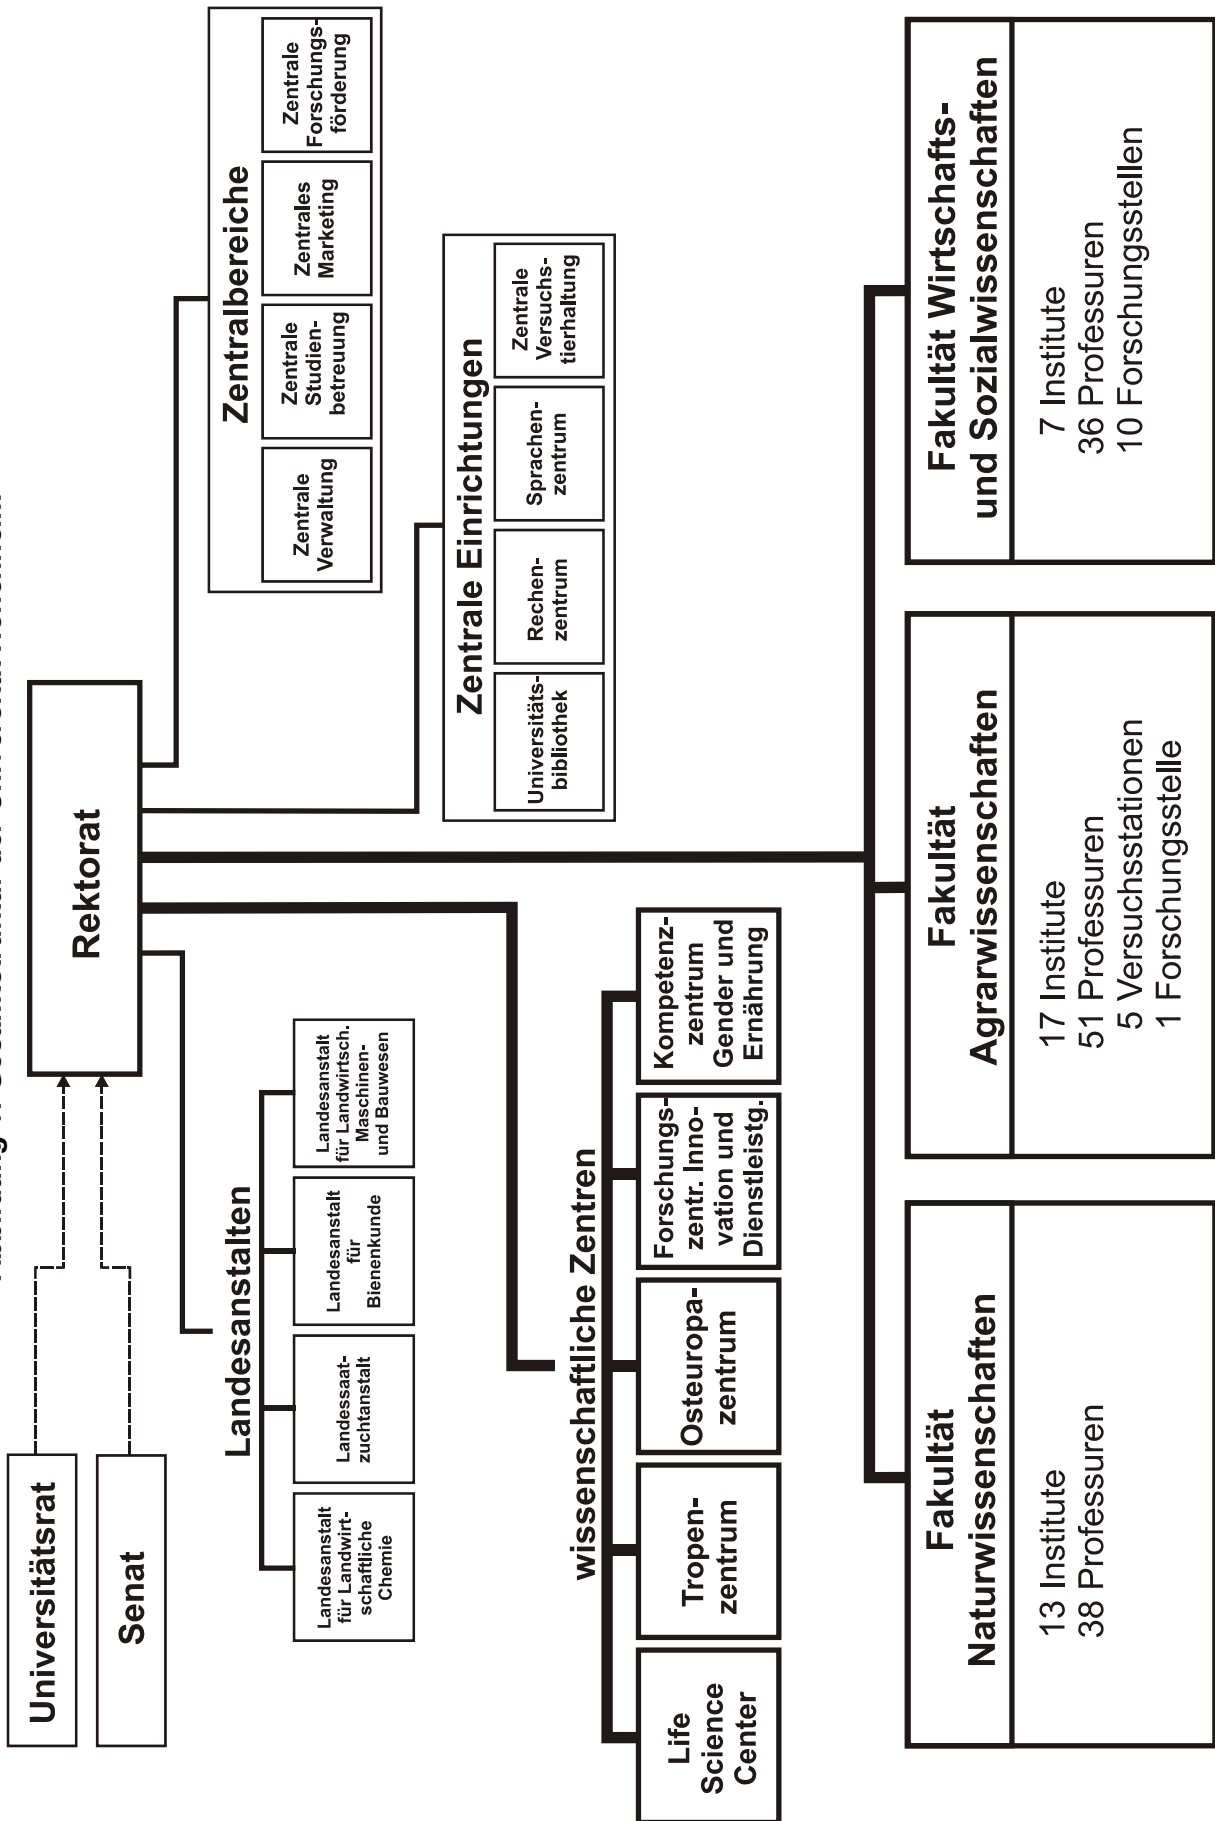 Universitätsrat
Senat
Rektorat
Landesanstalten
Landesanstalt
für Landwirt-
schaftliche
Chemie
Landessaat-
zuchtanstalt
Landesanstalt
für
Bienenkunde
Landesanstalt
für Landwirtsch.
Maschinen-
und Bauwesen
Zentralbereiche
Zentrale
Verwaltung
Zentrale
Studien-
betreuung
Zentrales
Marketing
Zentrale
Forschungs-
förderung
Zentrale Einrichtungen
Universitäts-
bibliothek
Rechen-
zentrum
Sprachen-
zentrum
Zentrale
Versuchs-
tierhaltung
wissenschaftliche Zentren
Life
Science
Center
Tropen-
zentrum
Osteuropa-
zentrum
Forschungs-
zentr. Inno-
vation und
Dienstleistg.
Kompetenz-
zentrum
Gender und
Ernährung
Fakultät
Naturwissenschaften
13 Institute
38 Professuren
Fakultät
Agrarwissenschaften
17 Institute
51 Professuren
5 Versuchsstationen
1 Forschungsstelle
Fakultät Wirtschafts-
und Sozialwissenschaften
7 Institute
36 Professuren
10 Forschungsstellen